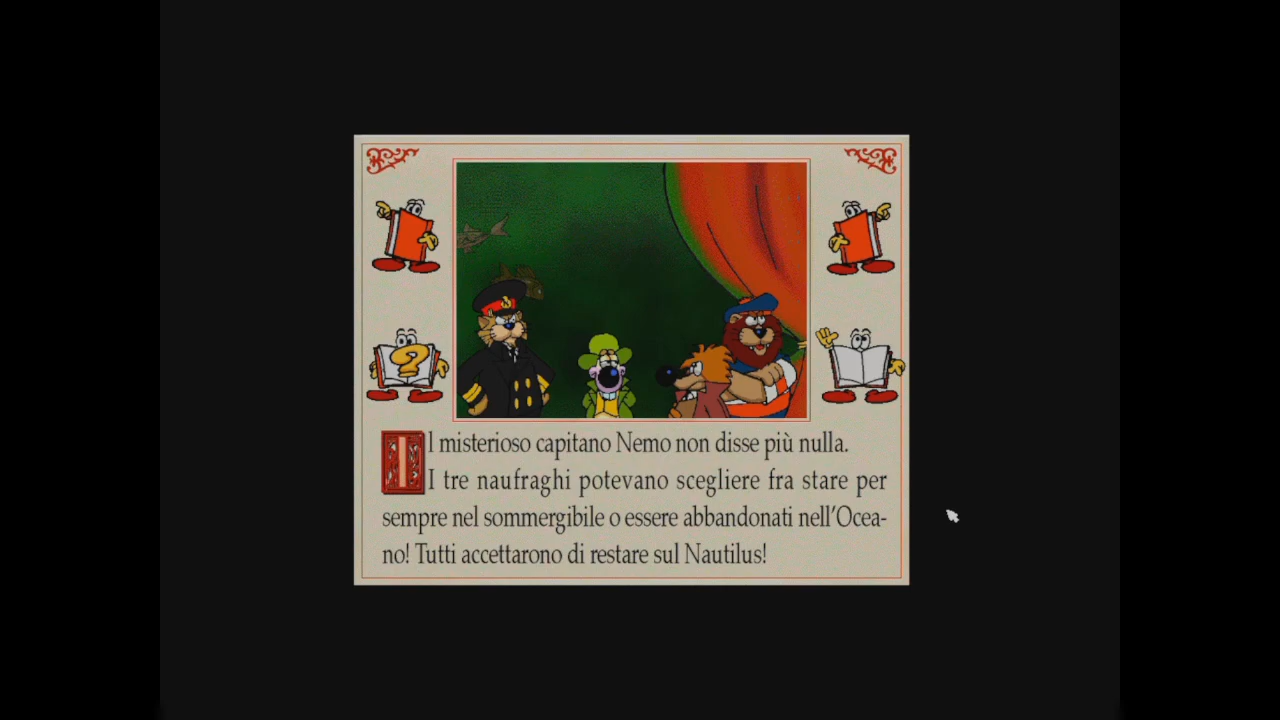 Il misterioso capitano Nemo non disse più nulla.
I tre naufraghi potevano scegliere fra stare per
sempre nel sommergibile o essere abbandonati nell'Ocea-
no! Tutti accettarono di restare sul Nautilus!
?